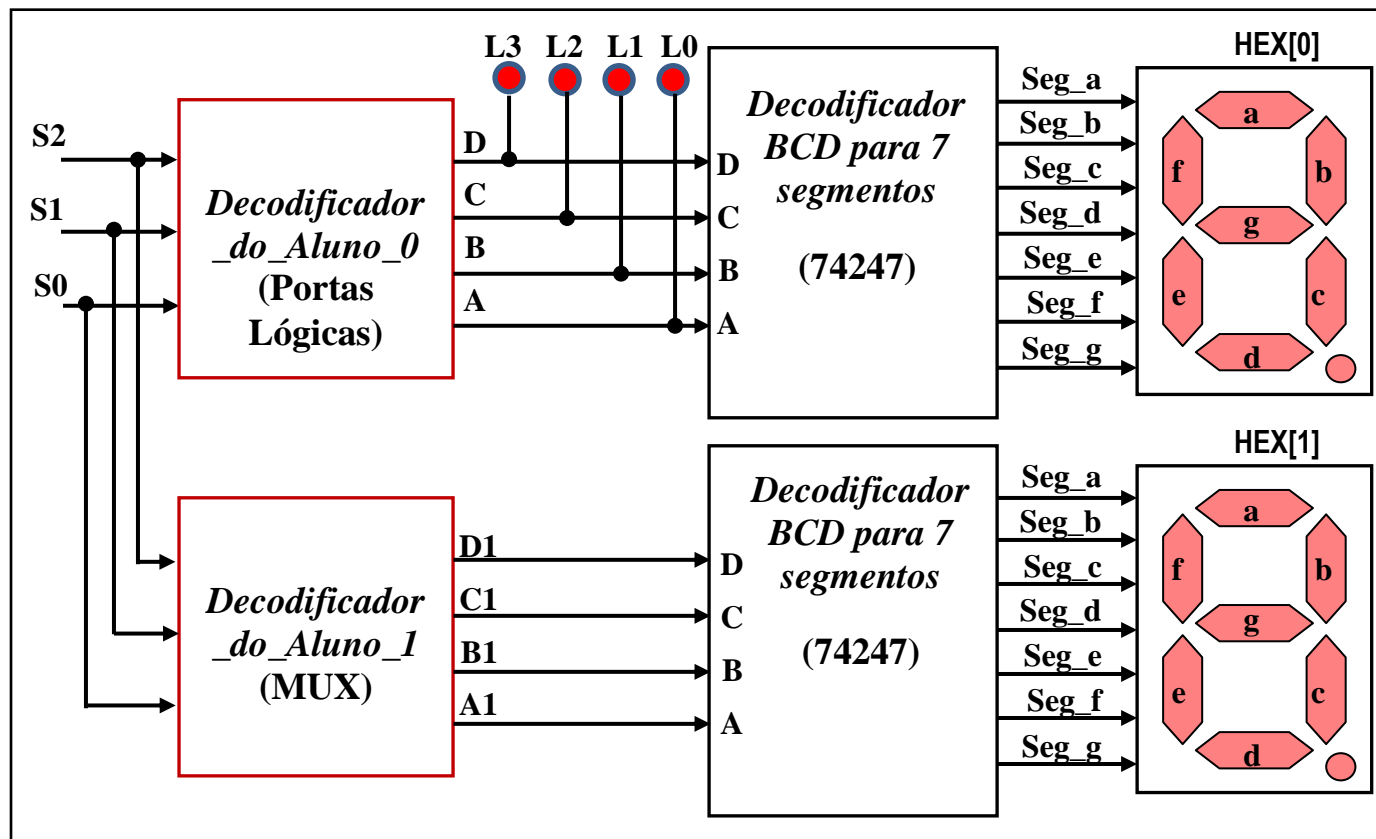 L3 L2 L1 L0
HEX[0]
S2
S1
S0
Decodificador
_do_Aluno_0
(Portas
Lógicas)
D
C
B
A
D
C
B
A
Decodificador
BCD para 7
segmentos
(74247)
Seg_a
Seg_b
Seg_c
Seg_d
Seg_e
Seg_f
Seg_g
a
f
b
g
e
c
d
HEX[1]
Decodificador
_do_Aluno_1
(MUX)
D1
C1
B1
A1
D
C
B
A
Decodificador
BCD para 7
segmentos
(74247)
Seg_a
Seg_b
Seg_c
Seg_d
Seg_e
Seg_f
Seg_g
a
f
b
g
e
c
d